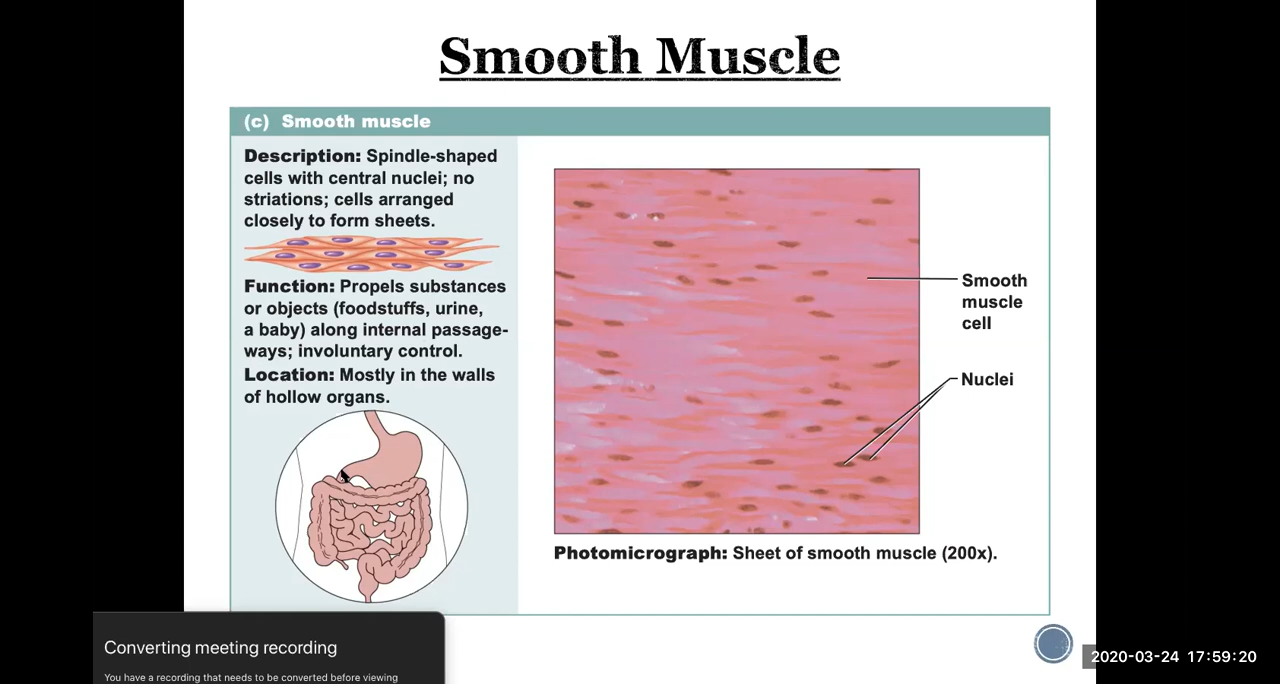 Smooth Muscle
(c) Smooth muscle
Description: Spindle-shaped
cells with central nuclei; no
striations; cells arranged
closely to form sheets.
Function: Propels substances
or objects (foodstuffs, urine,
a baby) along internal passage-
ways; involuntary control.
Location: Mostly in the walls
of hollow organs.
Smooth
muscle
cell
Nuclei
Photomicrograph: Sheet of smooth muscle (200x).
Converting meeting recording
You have a recording that needs to be converted before viewing
2020-03-24 17:59:20